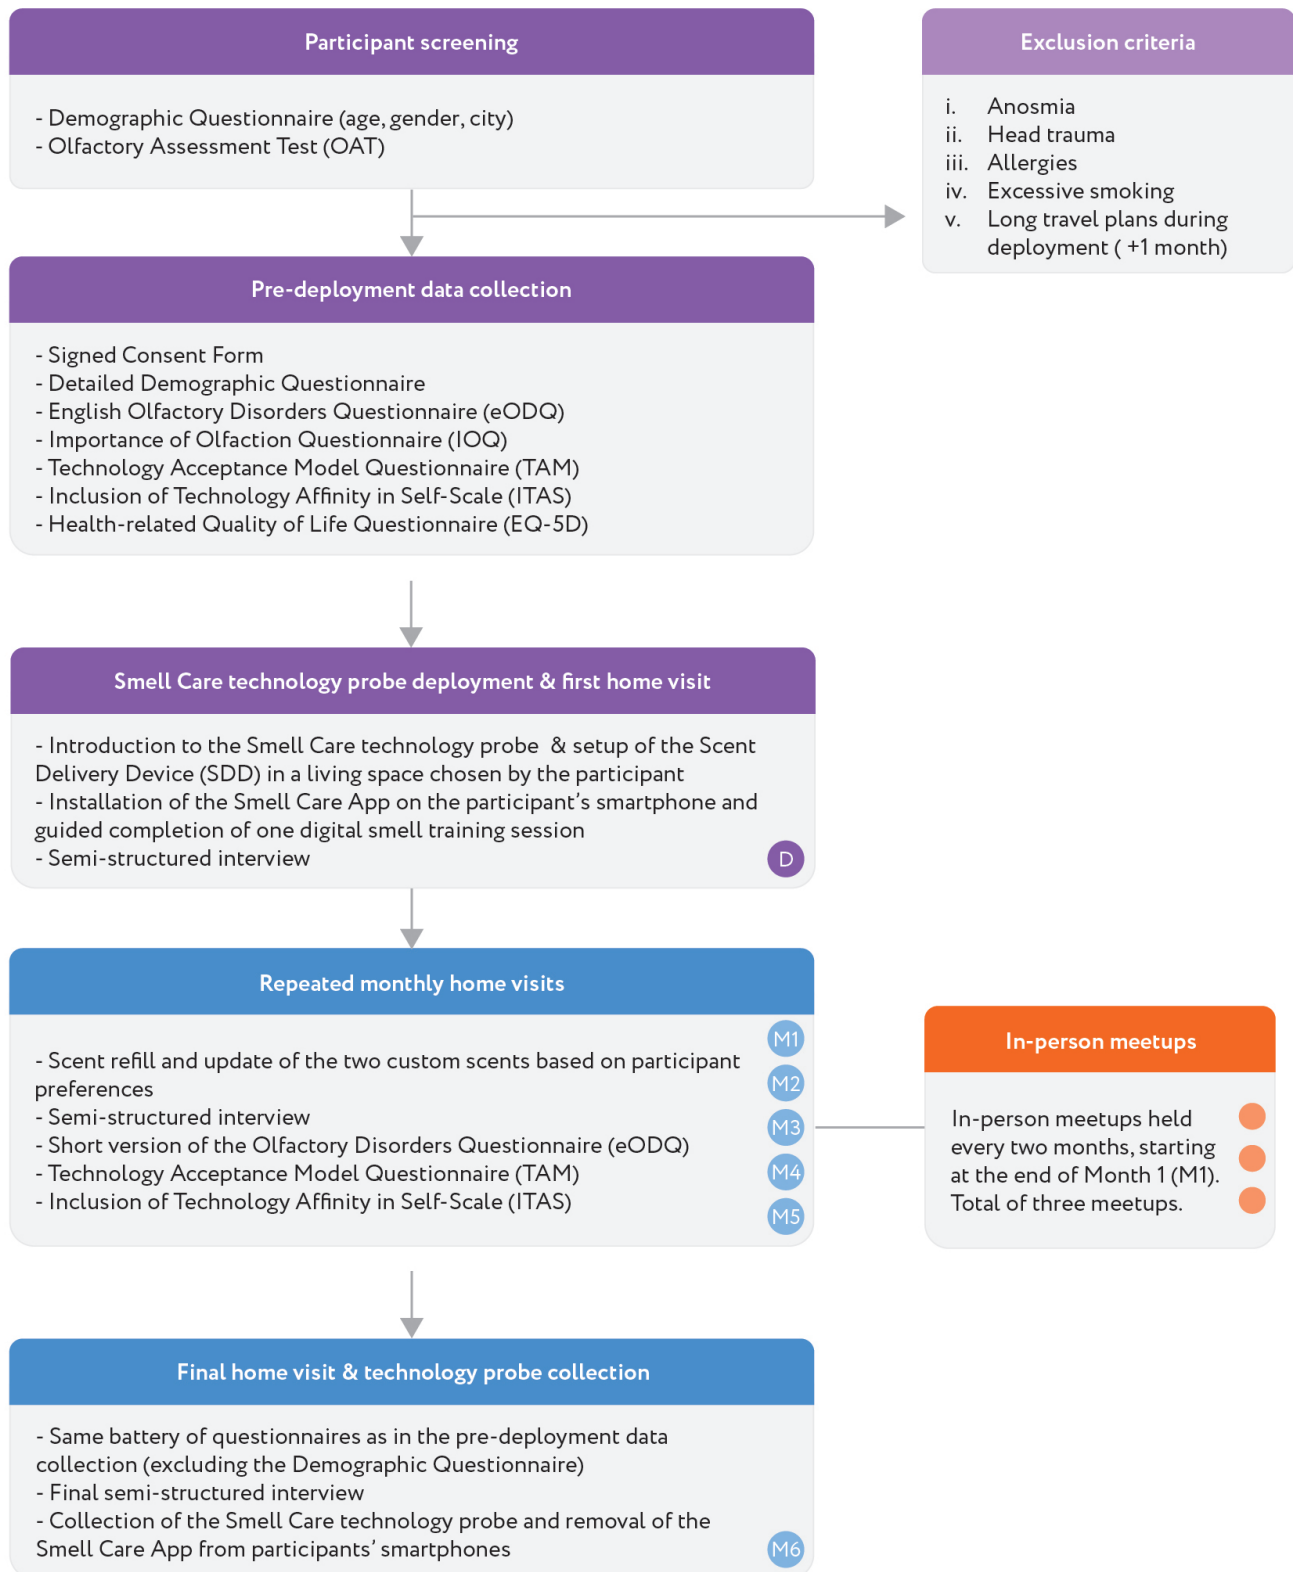 Participant screening
- Demographic Questionnaire (age, gender, city)
- Olfactory Assessment Test (OAT)
Exclusion criteria
i. Anosmia
ii. Head trauma
iii. Allergies
iv. Excessive smoking
v. Long travel plans during
deployment ( +1 month)
Pre-deployment data collection
- Signed Consent Form
- Detailed Demographic Questionnaire
- English Olfactory Disorders Questionnaire (eODQ)
- Importance of Olfaction Questionnaire (IOQ)
- Technology Acceptance Model Questionnaire (TAM)
- Inclusion of Technology Affinity in Self-Scale (ITAS)
- Health-related Quality of Life Questionnaire (EQ-5D)
Smell Care technology probe deployment & first home visit
- Introduction to the Smell Care technology probe & setup of the Scent
Delivery Device (SDD) in a living space chosen by the participant
- Installation of the Smell Care App on the participant's smartphone and
guided completion of one digital smell training session
- Semi-structured interview
D
Repeated monthly home visits
- Scent refill and update of the two custom scents based on participant
preferences
- Semi-structured interview
- Short version of the Olfactory Disorders Questionnaire (eODQ)
- Technology Acceptance Model Questionnaire (TAM)
- Inclusion of Technology Affinity in Self-Scale (ITAS)
M1
M2
M3
M4
M5
In-person meetups
In-person meetups held
every two months, starting
at the end of Month 1 (M1).
Total of three meetups.
Final home visit & technology probe collection
- Same battery of questionnaires as in the pre-deployment data
collection (excluding the Demographic Questionnaire)
- Final semi-structured interview
- Collection of the Smell Care technology probe and removal of the
Smell Care App from participants' smartphones
M6